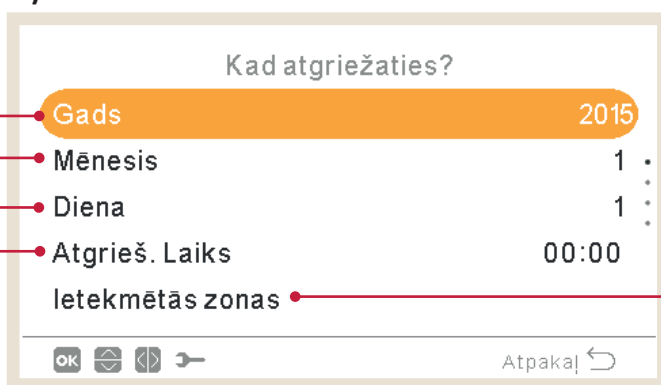 Kad atgriežaties?
Gads 2015
Mēnesis 1
Diena 1
Atgrieš. Laiks 00:00
Ietekmētās zonas
OK Atpakaļ